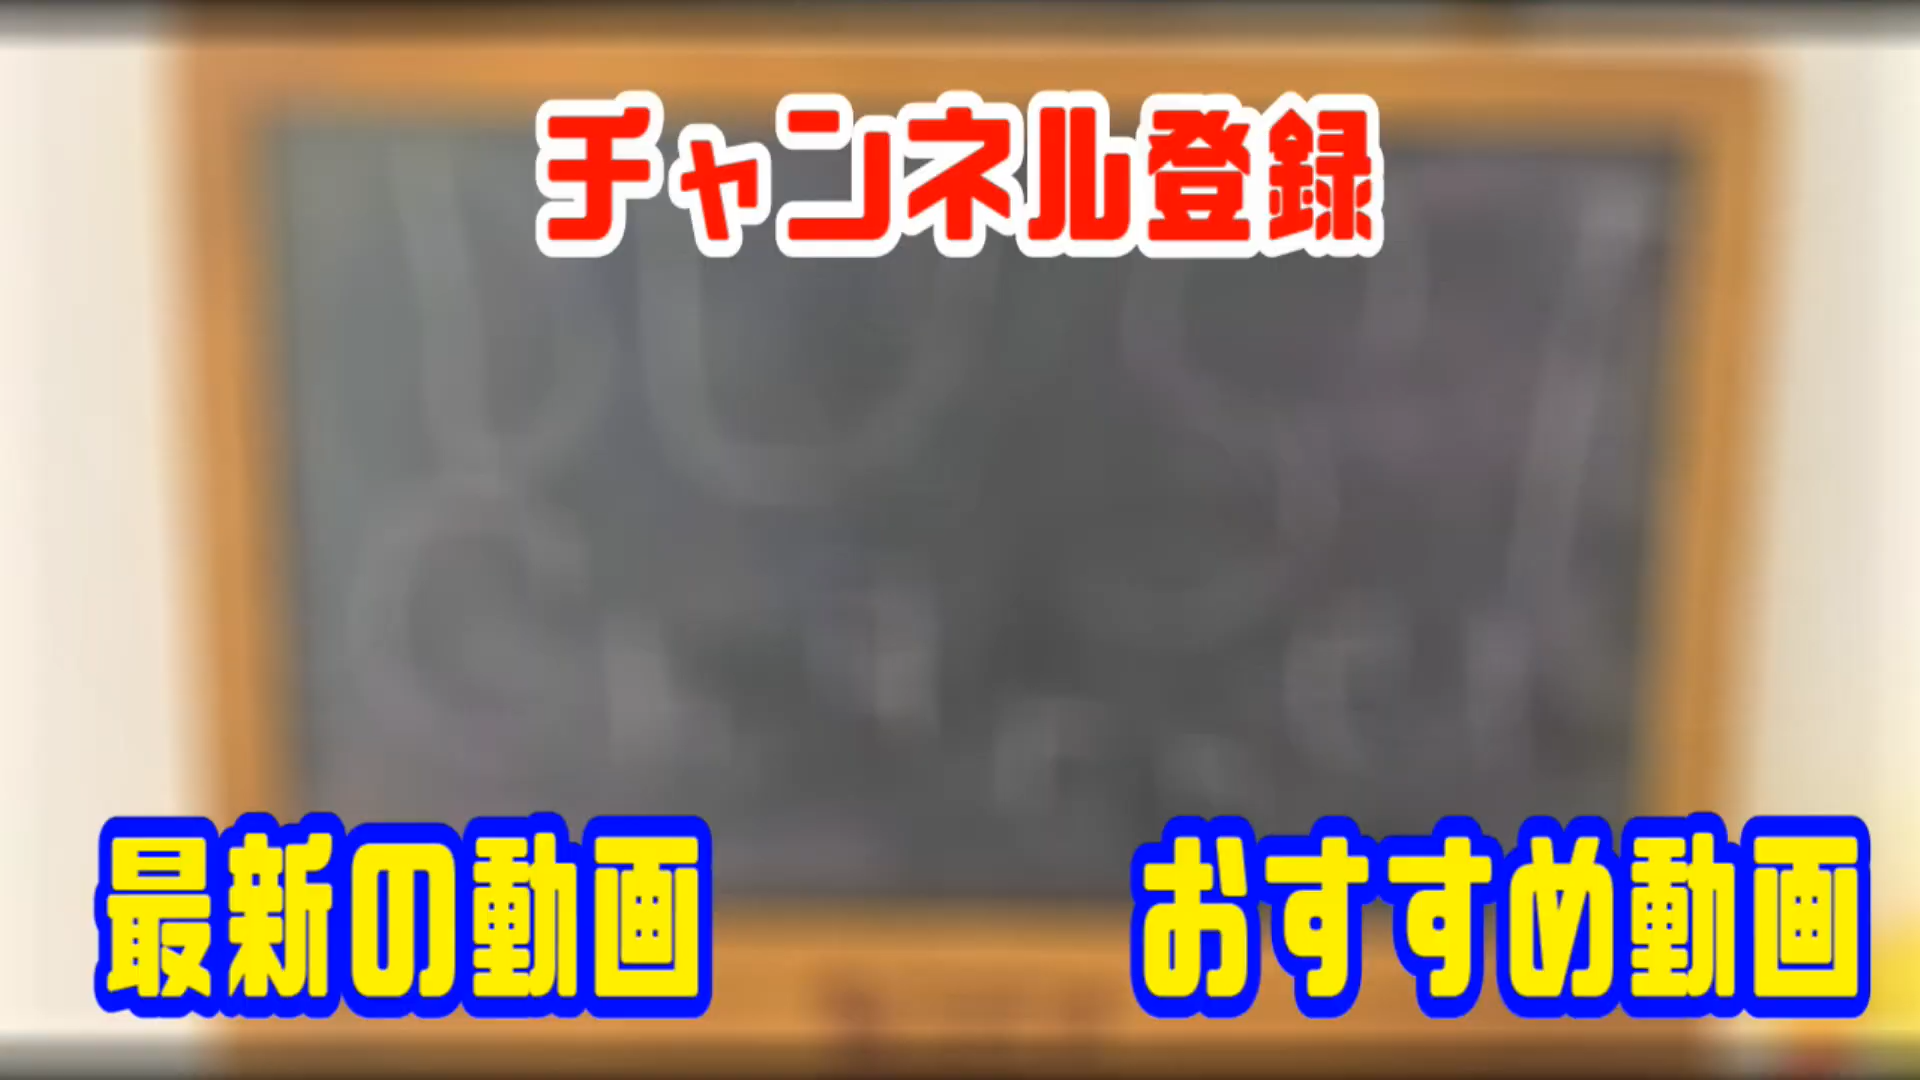 チャンネル登録
最新の動画
おすすめ動画